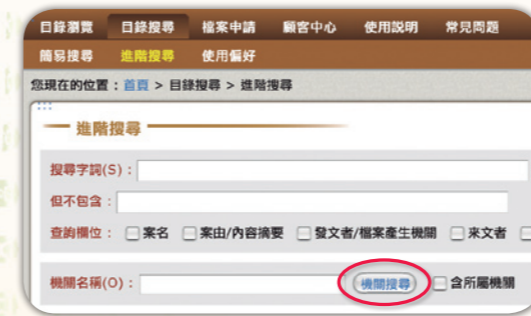 目錄瀏覽 目錄搜尋 檔案申請 顧客中心 使用說明 常見問題
簡易搜尋 進階搜尋 使用偏好
您現在的位置：首頁 > 目錄搜尋 > 進階搜尋
進階搜尋
搜尋字詞(S)：
但不包含：
查詢欄位： 案名 案由/內容摘要 發文者/檔案產生機關 來文者
機關名稱(O)： 機關搜尋 含所屬機關